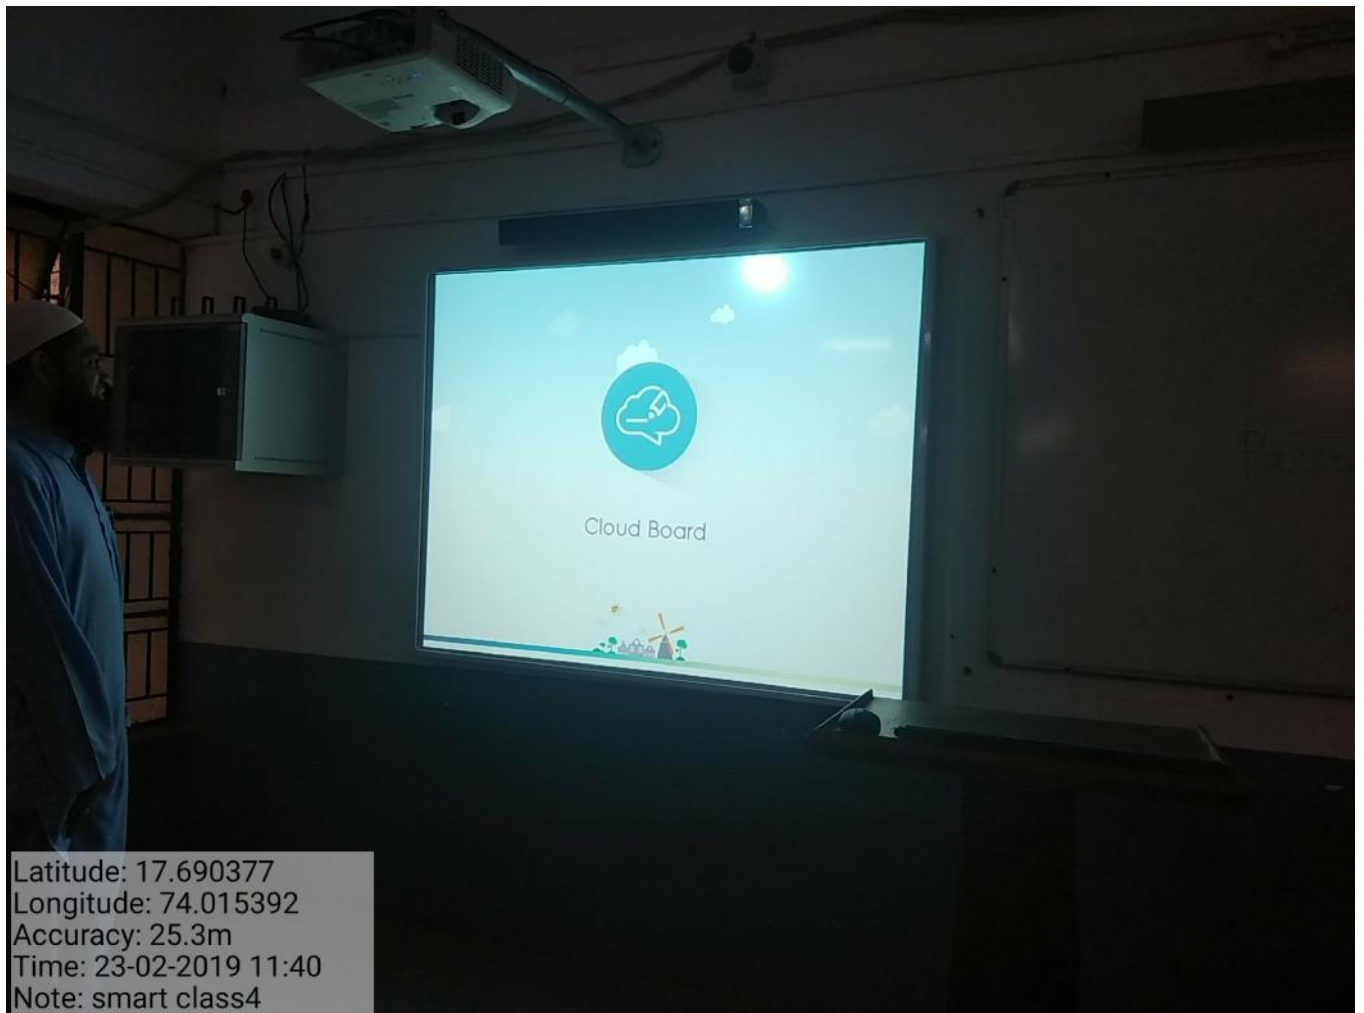 Cloud Board
Latitude: 17.690377
Longitude: 74.015392
Accuracy: 25.3m
Time: 23-02-2019 11:40
Note: smart class4